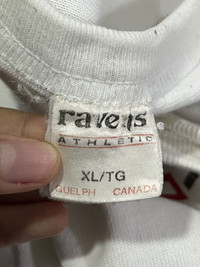 ravens
ATHLETIC
XL/TG
GUELPH CANADA